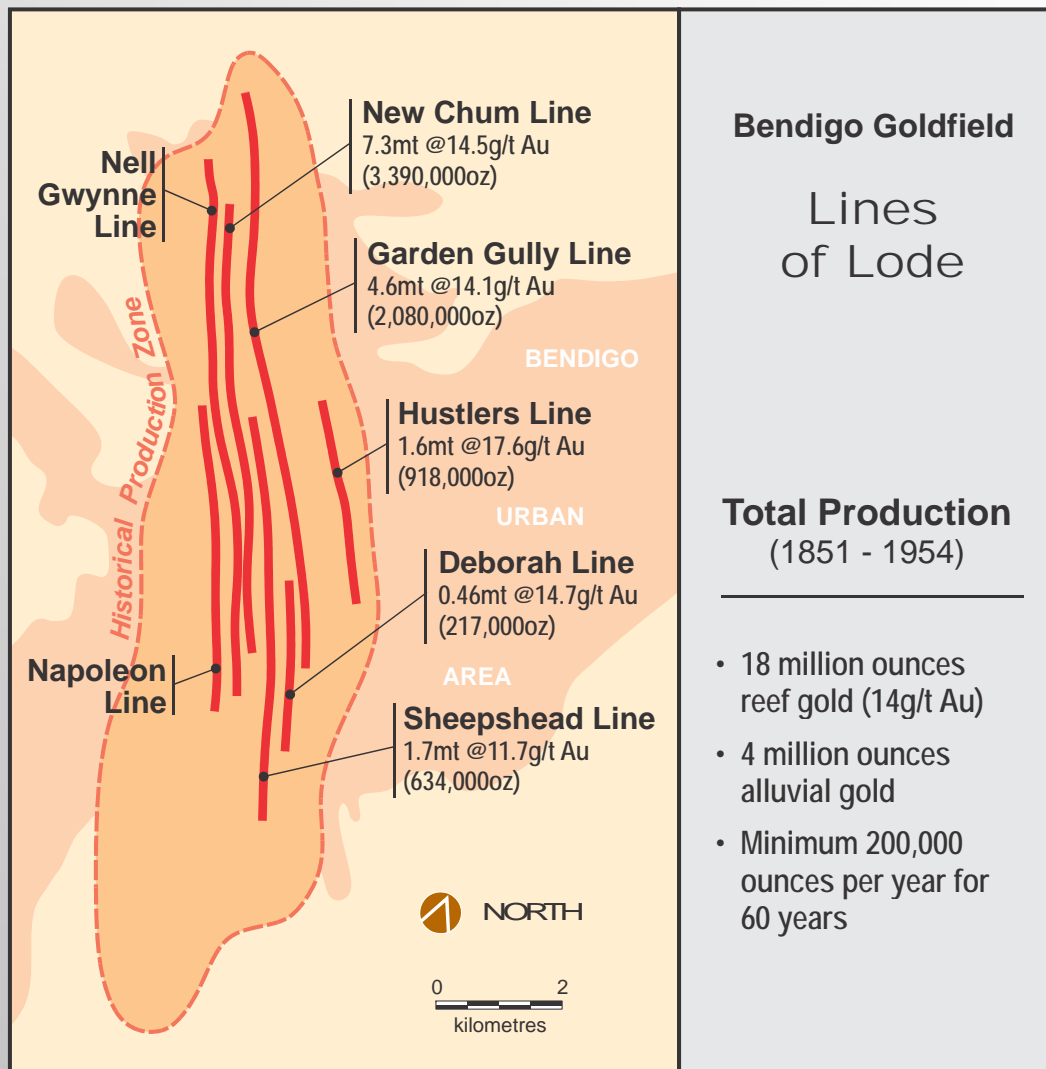 New Chum Line
7.3mt @14.5g/t Au
(3,390,000oz)
Nell
Gwynne
Line
Garden Gully Line
4.6mt @14.1g/t Au
(2,080,000oz)
Historical Production Zone
BENDIGO
Hustlers Line
1.6mt @17.6g/t Au
(918,000oz)
URBAN
Deborah Line
0.46mt @14.7g/t Au
(217,000oz)
AREA
Napoleon
Line
Sheepshead Line
1.7mt @11.7g/t Au
(634,000oz)
NORTH
0 2
kilometres
Bendigo Goldfield
Lines
of Lode
Total Production
(1851 - 1954)
• 18 million ounces
reef gold (14g/t Au)
• 4 million ounces
alluvial gold
• Minimum 200,000
ounces per year for
60 years